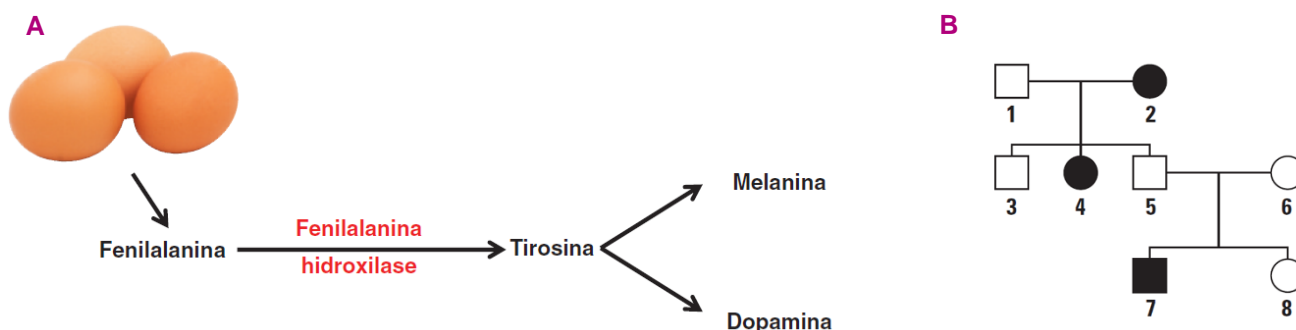 A
Fenilalanina
Fenilalanina
hidroxilase
Tirosina
Melanina
Dopamina
B
1
2
3
4
5
6
7
8